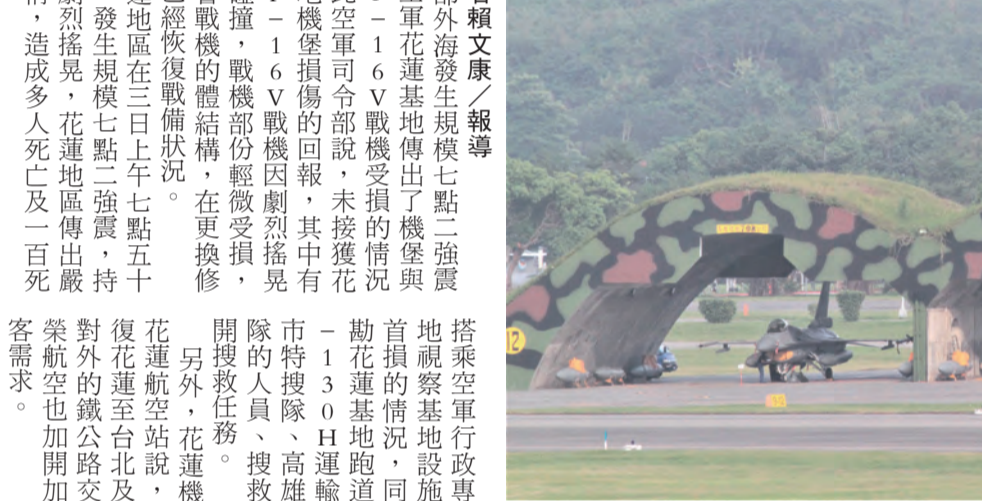 賴文康／報導
部外海發生規模七點二強震
軍花蓮基地傳出了機堡與
－16V戰機受損的情況
空軍司令部說，未接獲花
機堡損傷的回報，其中有
－16V戰機因劇烈搖晃
碰撞，戰機部份輕微受損，
戰機的體結構，在更換修
已經恢復戰備狀況。
蓮地區在三日上午七點五十
發生規模七點二強震，持
劇烈搖晃，花蓮地區傳出嚴
，造成多人死亡及一百死
搭乘空軍行政專
地視察基地設施
首損的情況，同
勘花蓮基地跑道
－130H運輸
市特搜隊、高雄
隊的人員、搜救
開搜救任務。
另外，花蓮機
花蓮航空站說，
復花蓮至台北及
對外的鐵公路交
榮航空也加開加
客需求。
12